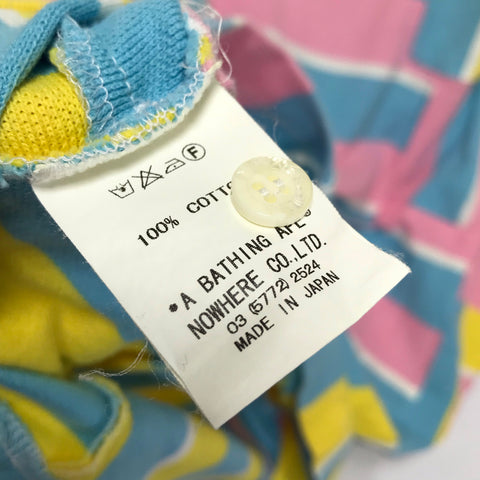 F
100% COTTO
*A BATHING APE®
NOWHERE CO.,LTD.
03 (5772) 2524
MADE IN JAPAN